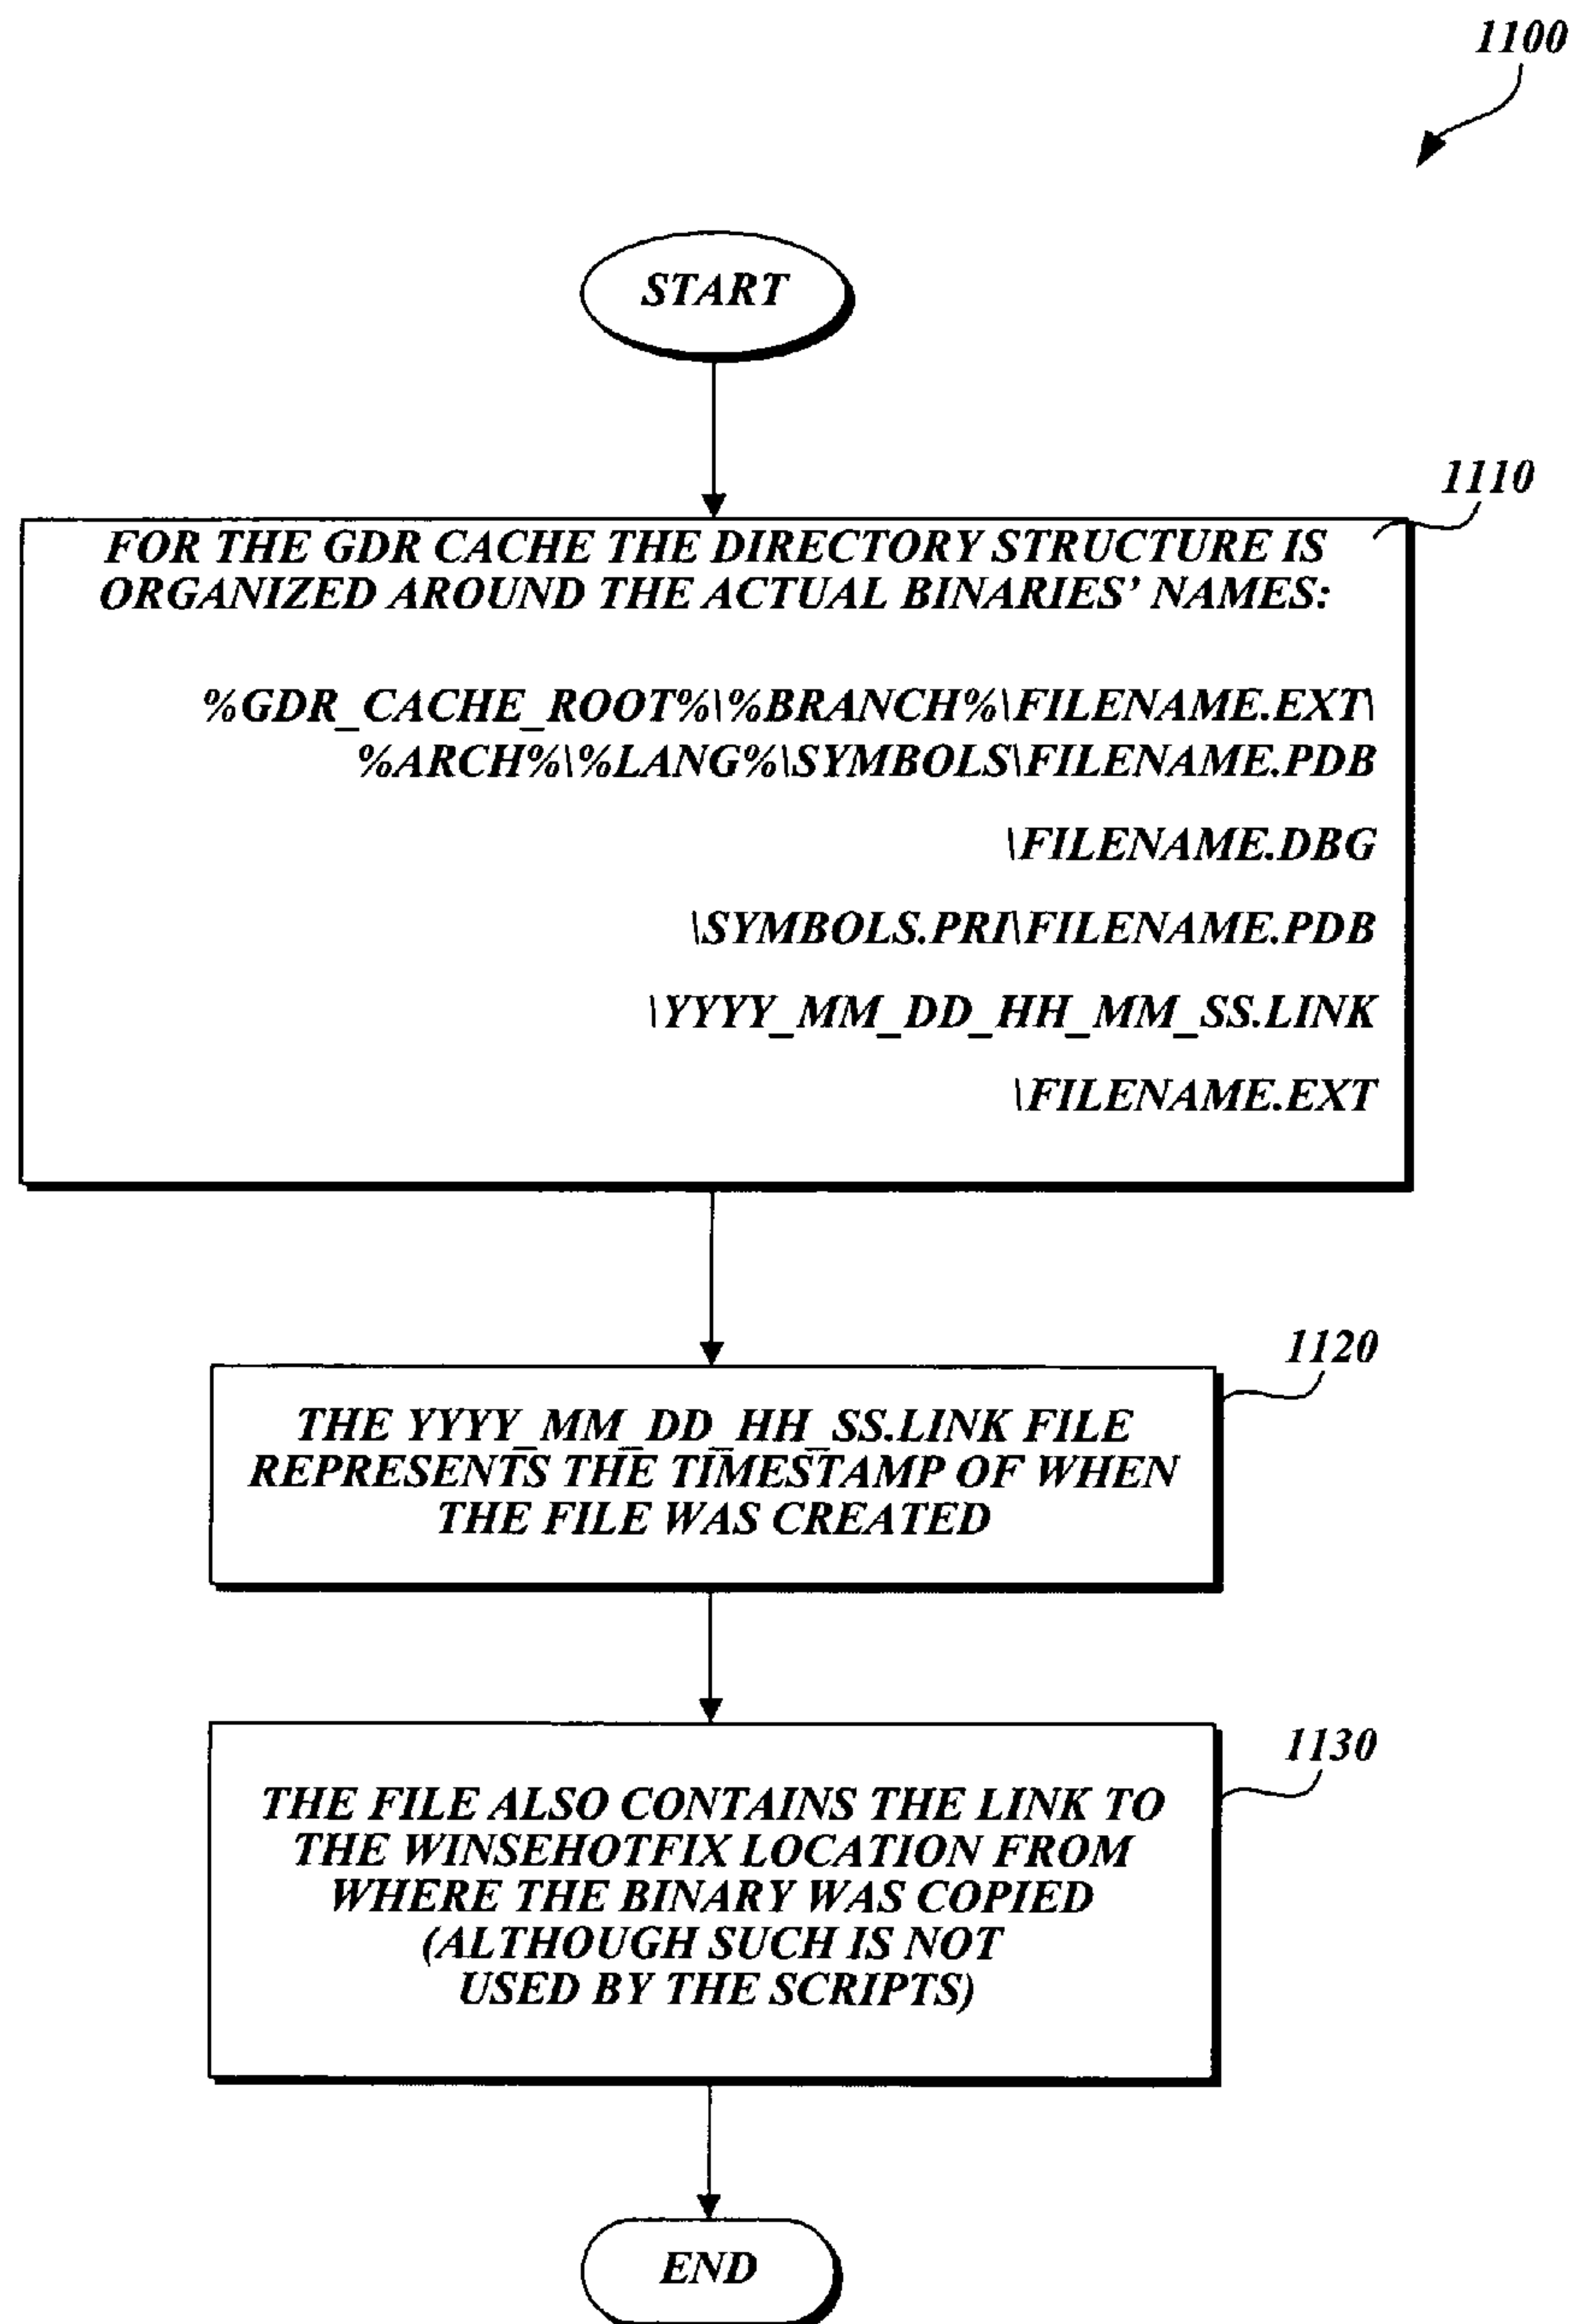 1100
START
1110
FOR THE GDR CACHE THE DIRECTORY STRUCTURE IS
ORGANIZED AROUND THE ACTUAL BINARIES’ NAMES:
%GDR_CACHE_ROOT%\%BRANCH%\FILENAME.EXT\
%ARCH%\%LANG%\SYMBOLS\FILENAME.PDB
\FILENAME.DBG
\SYMBOLS.PRI\FILENAME.PDB
\YYYY_MM_DD_HH_MM_SS.LINK
\FILENAME.EXT
1120
THE YYYY_MM_DD_HH_SS.LINK FILE
REPRESENTS THE TIMESTAMP OF WHEN
THE FILE WAS CREATED
1130
THE FILE ALSO CONTAINS THE LINK TO
THE WINSEHOTFIX LOCATION FROM
WHERE THE BINARY WAS COPIED
(ALTHOUGH SUCH IS NOT
USED BY THE SCRIPTS)
END